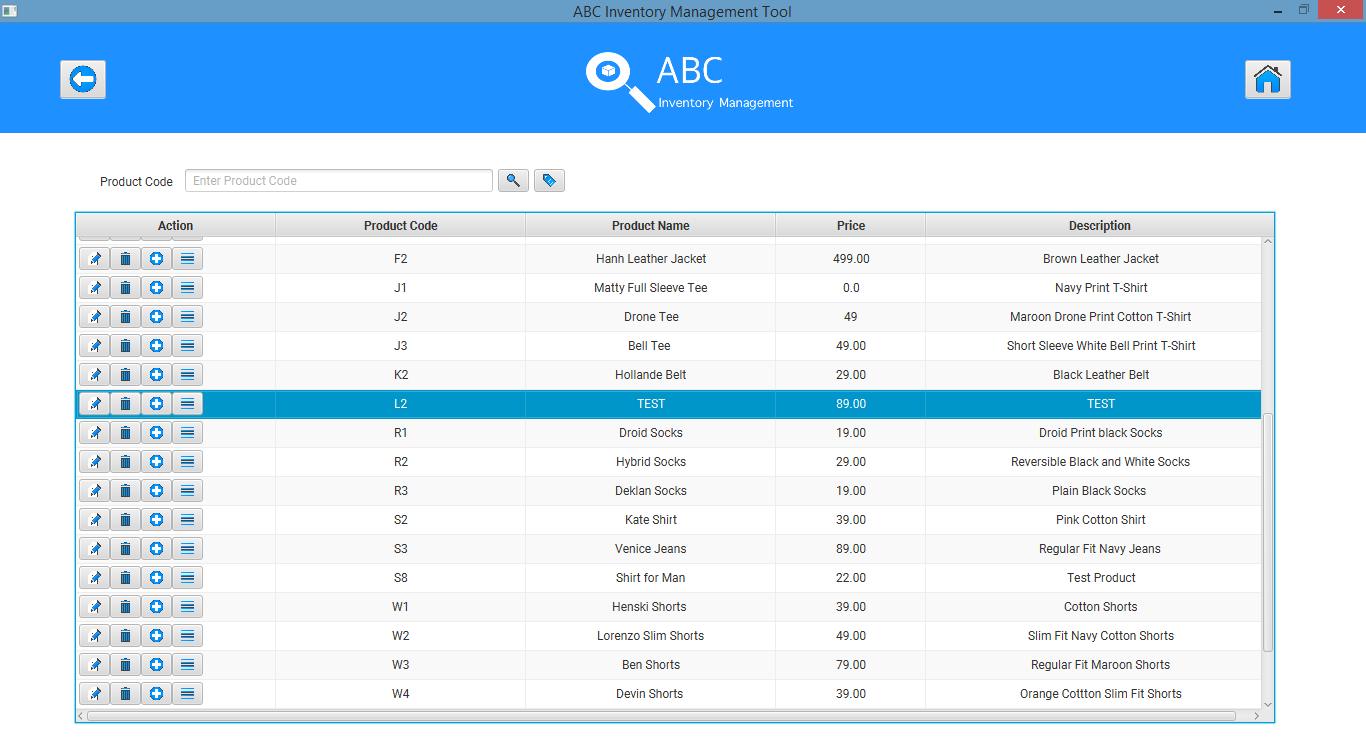 ABC Inventory Management Tool
ABC
Inventory Management
Product Code Enter Product Code
Action Product Code Product Name Price Description
F2 Hanh Leather Jacket 499.00 Brown Leather Jacket
J1 Matty Full Sleeve Tee 0.0 Navy Print T-Shirt
J2 Drone Tee 49 Maroon Drone Print Cotton T-Shirt
J3 Bell Tee 49.00 Short Sleeve White Bell Print T-Shirt
K2 Hollande Belt 29.00 Black Leather Belt
L2 TEST 89.00 TEST
R1 Droid Socks 19.00 Droid Print black Socks
R2 Hybrid Socks 29.00 Reversible Black and White Socks
R3 Deklan Socks 19.00 Plain Black Socks
S2 Kate Shirt 39.00 Pink Cotton Shirt
S3 Venice Jeans 89.00 Regular Fit Navy Jeans
S8 Shirt for Man 22.00 Test Product
W1 Henski Shorts 39.00 Cotton Shorts
W2 Lorenzo Slim Shorts 49.00 Slim Fit Navy Cotton Shorts
W3 Ben Shorts 79.00 Regular Fit Maroon Shorts
W4 Devin Shorts 39.00 Orange Cottton Slim Fit Shorts